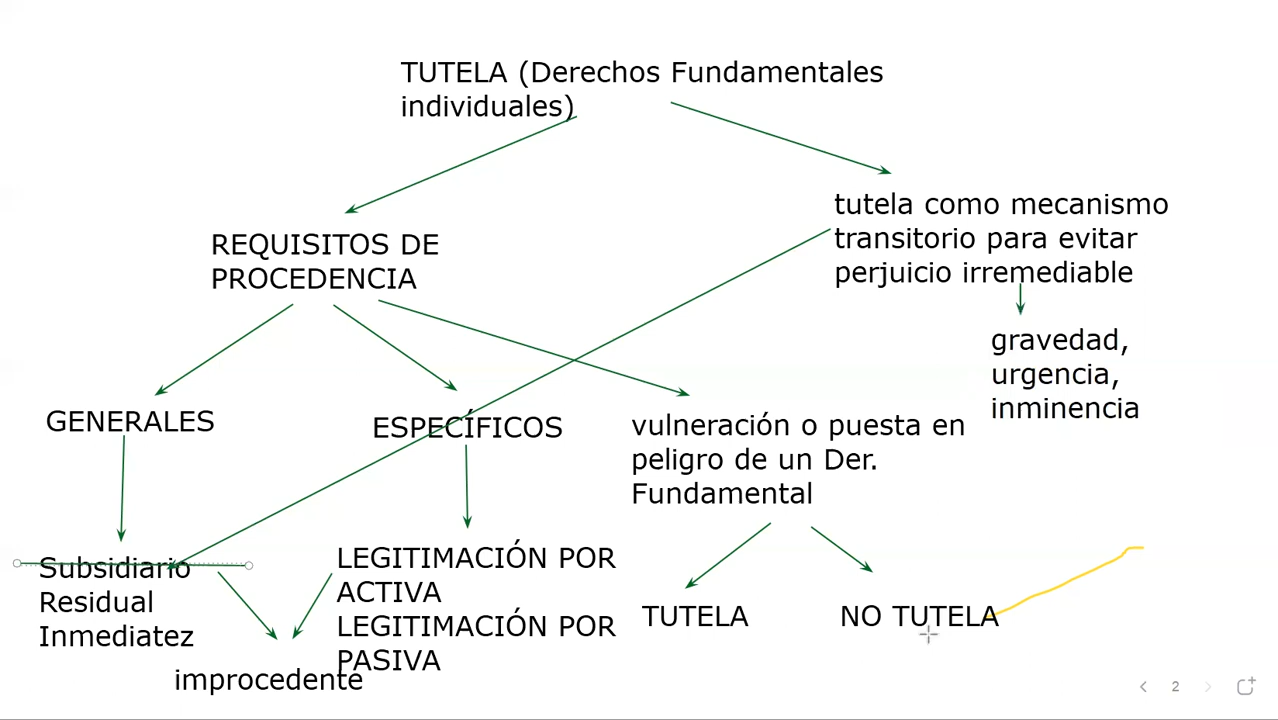 TUTELA (Derechos Fundamentales
individuales)
tutela como mecanismo
transitorio para evitar
perjuicio irremediable
REQUISITOS DE
PROCEDENCIA
gravedad,
urgencia,
inminencia
GENERALES
ESPECÍFICOS
vulneración o puesta en
peligro de un Der.
Fundamental
Subsidiario
Residual
Inmediatez
LEGITIMACIÓN POR
ACTIVA
LEGITIMACIÓN POR
PASIVA
TUTELA
NO TUTELA
improcedente
2